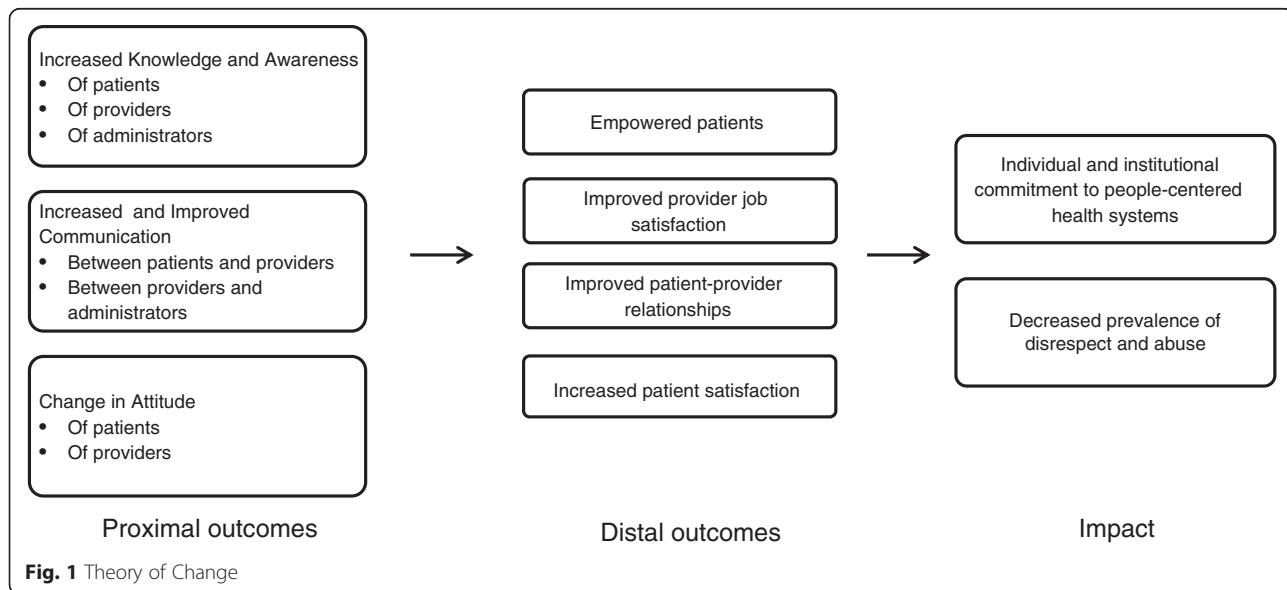 Increased Knowledge and Awareness
• Of patients
• Of providers
• Of administrators
Increased and Improved
Communication
• Between patients and providers
• Between providers and
administrators
Change in Attitude
• Of patients
• Of providers
Proximal outcomes
Empowered patients
Improved provider job
satisfaction
Improved patient-provider
relationships
Increased patient satisfaction
Distal outcomes
Individual and institutional
commitment to people-centered
health systems
Decreased prevalence of
disrespect and abuse
Impact
Fig. 1 Theory of Change